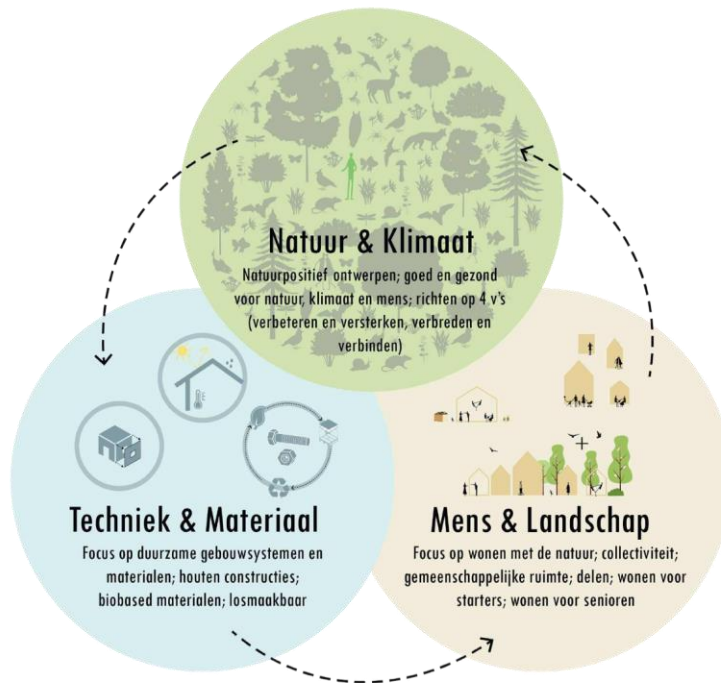 Natuur & Klimaat
Natuurpositief ontwerpen; goed en gezond
voor natuur, klimaat en mens; richten op 4 v's
(verbeteren en versterken, verbreden en
verbinden)
Techniek & Materiaal
Focus op duurzame gebouwsystemen en
materialen; houten constructies;
biobased materialen; losmaakbaar
Mens & Landschap
Focus op wonen met de natuur; collectiviteit;
gemeenschappelijke ruimte; delen; wonen voor
starters; wonen voor senioren